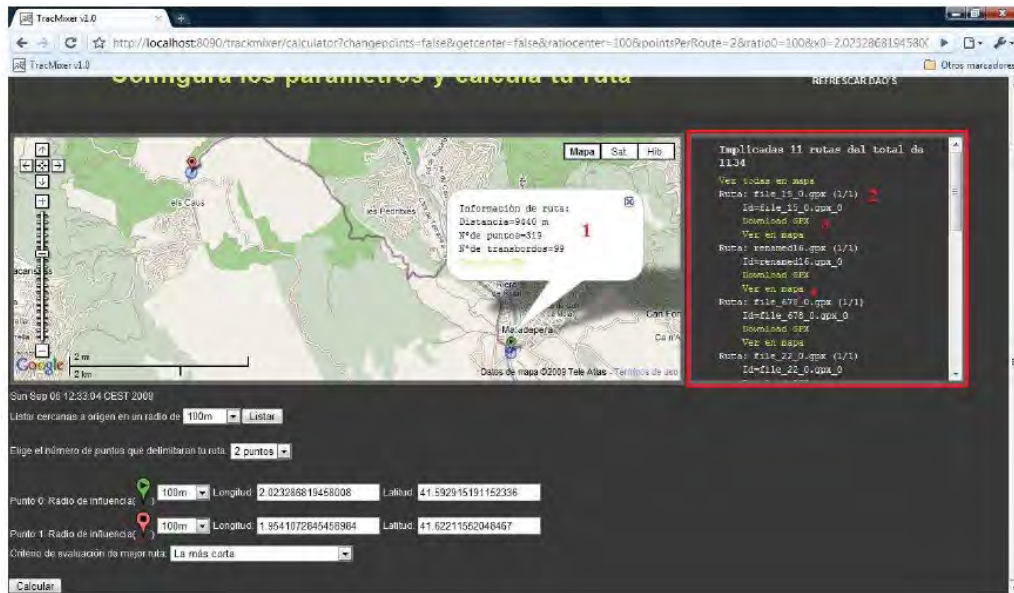 TracMixer v1.0
http://localhost:8090/trackmixer/calculator?changepoints=false&getcenter=false&ratiocenter=100&pointsPerRoute=2&ratio0=100&x0=2.02328681945800
TracMixer v1.0
Otros marcadores
Configura los parámetros y calcula tu ruta
REFRESCAR DAO'S
Mapa
Sat
Hib
els Caus
les Pedritxes
Información de ruta:
Distancia=9440 m
Nºde puntos=319
Nºde transbordos=99
1
Matadepera
Can Font
Google
2 mi
2 km
Datos de mapa ©2009 Tele Atlas - Términos de uso
Implicadas 11 rutas del total de
1134
Ver todas en mapa
Ruta: file_15_0.gpx (1/1)
2
Id=file_15_0.gpx_0
Download GPX
3
Ver en mapa
Ruta: renamed16.gpx (1/1)
Id=renamed16.gpx_0
Download GPX
Ver en mapa
4
Ruta: file_678_0.gpx (1/1)
Id=file_678_0.gpx_0
Download GPX
Ver en mapa
Ruta: file_22_0.gpx (1/1)
Id=file_22_0.gpx_0
Sun Sep 06 12:33:04 CEST 2009
Listar cercanas a origen en un radio de 100m Listar
Elige el número de puntos que delimitaran tu ruta: 2 puntos
Punto 0: Radio de influencia( ) 100m Longitud: 2.023286819458008 Latitud: 41.592915191152336
Punto 1: Radio de influencia( ) 100m Longitud: 1.9541072845458984 Latitud: 41.62211552048467
Criterio de evaluación de mejor ruta: La más corta
Calcular